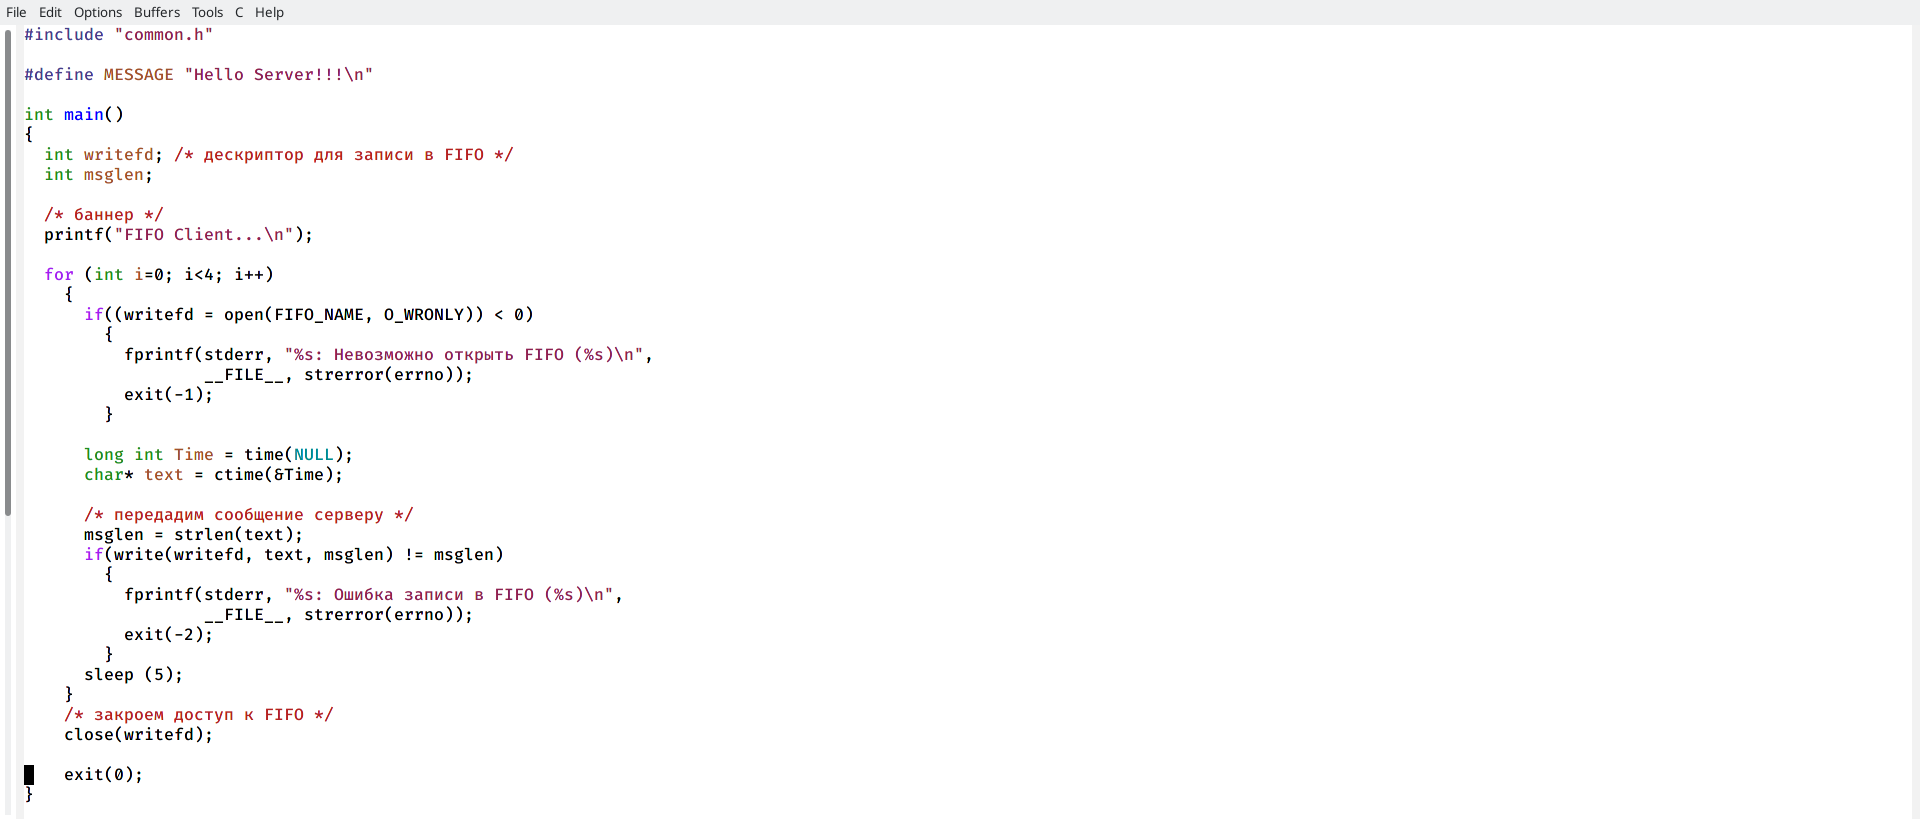 File Edit Options Buffers Tools C Help
#include "common.h"
#define MESSAGE "Hello Server!!!\n"
int main()
{
int writefd; /* дескриптор для записи в FIFO */
int msglen;
/* баннер */
printf("FIFO Client...\n");
for (int i=0; i<4; i++)
{
if((writefd = open(FIFO_NAME, O_WRONLY)) < 0)
{
fprintf(stderr, "%s: Невозможно открыть FIFO (%s)\n",
__FILE__, strerror(errno));
exit(-1);
}
long int Time = time(NULL);
char* text = ctime(&Time);
/* передадим сообщение серверу */
msglen = strlen(text);
if(write(writefd, text, msglen) != msglen)
{
fprintf(stderr, "%s: Ошибка записи в FIFO (%s)\n",
__FILE__, strerror(errno));
exit(-2);
}
sleep (5);
}
/* закроем доступ к FIFO */
close(writefd);
exit(0);
}